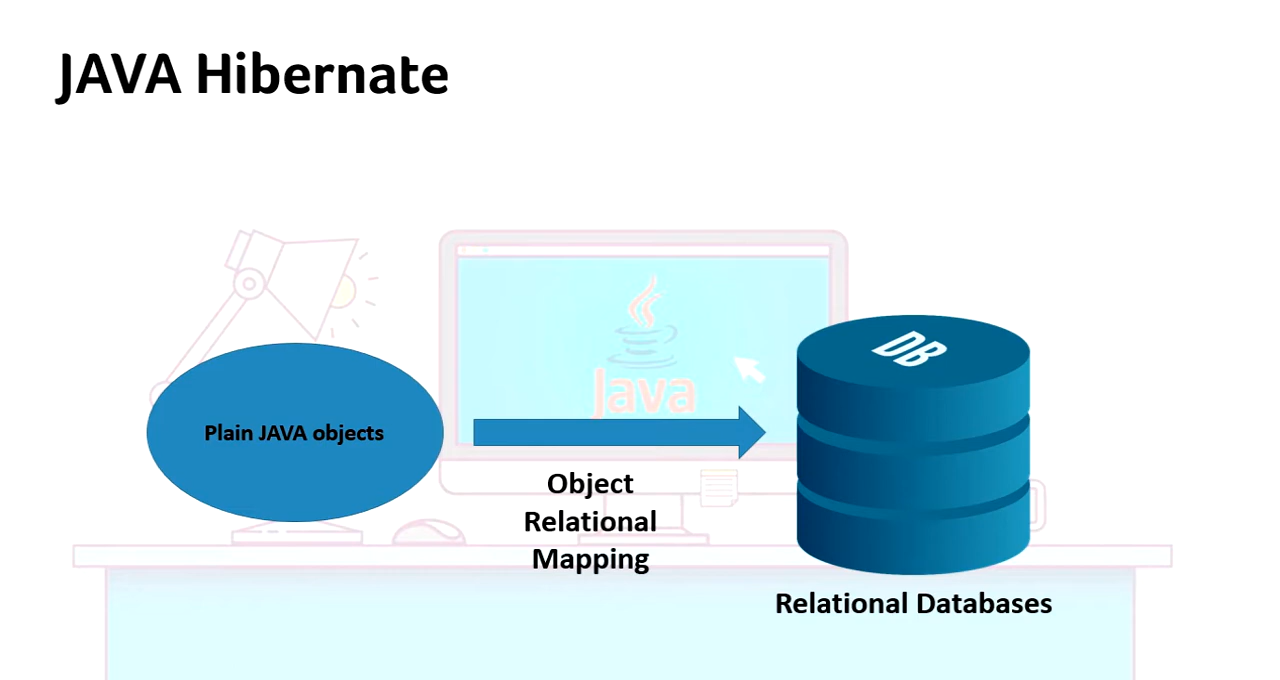 JAVA Hibernate
Java
DB
Plain JAVA objects
Object
Relational
Mapping
Relational Databases